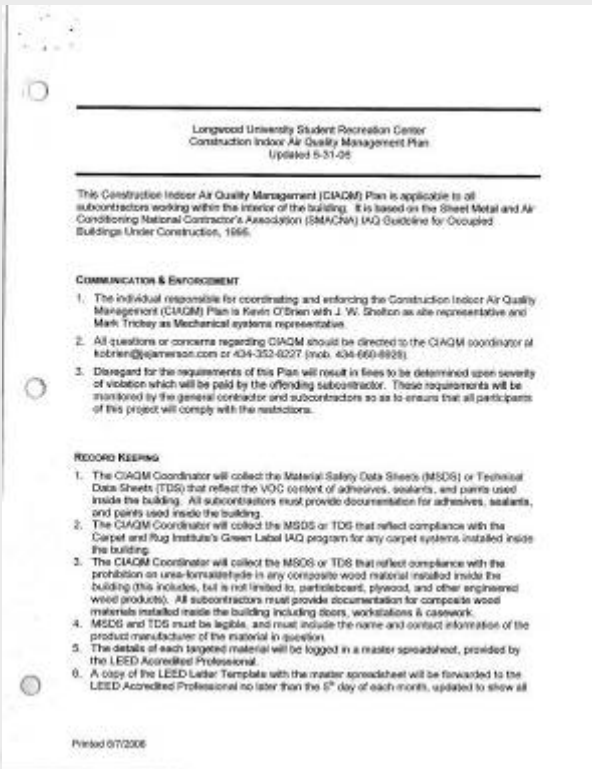 Longwood University Student Recreation Center
Construction Indoor Air Quality Management Plan
Updated 5-31-06
This Construction Indoor Air Quality Management (CIAQM) Plan is applicable to all
subcontractors working within the interior of the building. It is based on the Sheet Metal and Air
Conditioning National Contractor's Association (SMACNA) IAQ Guideline for Occupied
Buildings Under Construction, 1995.
COMMUNICATION & ENFORCEMENT
1. The individual responsible for coordinating and enforcing the Construction Indoor Air Quality
Management (CIAQM) Plan is Kevin O'Brien with J. W. Shelton as site representative and
Mark Trickey as Mechanical systems representative.
2. All questions or concerns regarding CIAQM should be directed to the CIAQM coordinator at
kobrien@jejamerson.com or 434-352-8227 (mob.
3. Disregard for the requirements of this Plan will result in fines to be determined upon severity
of violation which will be paid by the offending subcontractor. These requirements will be
monitored by the general contractor and subcontractors so as to ensure that all participants
of this project will comply with the restrictions.
RECORD KEEPING
1. The CIAQM Coordinator will collect the Material Safety Data Sheets (MSDS) or Technical
Data Sheets (TDS) that reflect the VOC content of adhesives, sealants, and paints used
inside the building. All subcontractors must provide documentation for adhesives, sealants,
and paints used inside the building.
2. The CIAQM Coordinator will collect the MSDS or TDS that reflect compliance with the
Carpet and Rug Institute's Green Label IAQ program for any carpet systems installed inside
the building.
3. The CIAQM Coordinator will collect the MSDS or TDS that reflect compliance with the
prohibition on urea-formaldehyde in any composite wood material installed inside the
building (this includes, but is not limited to, particleboard, plywood, and other engineered
wood products). All subcontractors must provide documentation for composite wood
materials installed inside the building including doors, workstations & casework.
4. MSDS and TDS must be legible, and must include the name and contact information of the
product manufacturer of the material in question.
5. The details of each targeted material will be logged in a master spreadsheet, provided by
the LEED Accredited Professional.
6. A copy of the LEED Letter Template with the master spreadsheet will be forwarded to the
LEED Accredited Professional no later than the 5th day of each month, updated to show all
Printed 6/7/2006